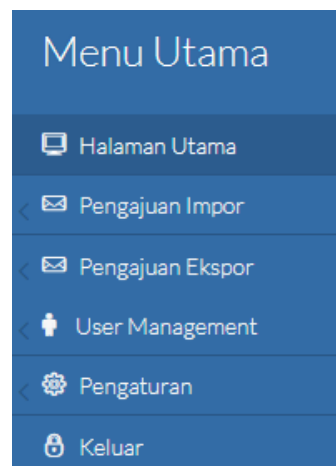 Menu Utama
Halaman Utama
Pengajuan Impor
Pengajuan Ekspor
User Management
Pengaturan
Keluar